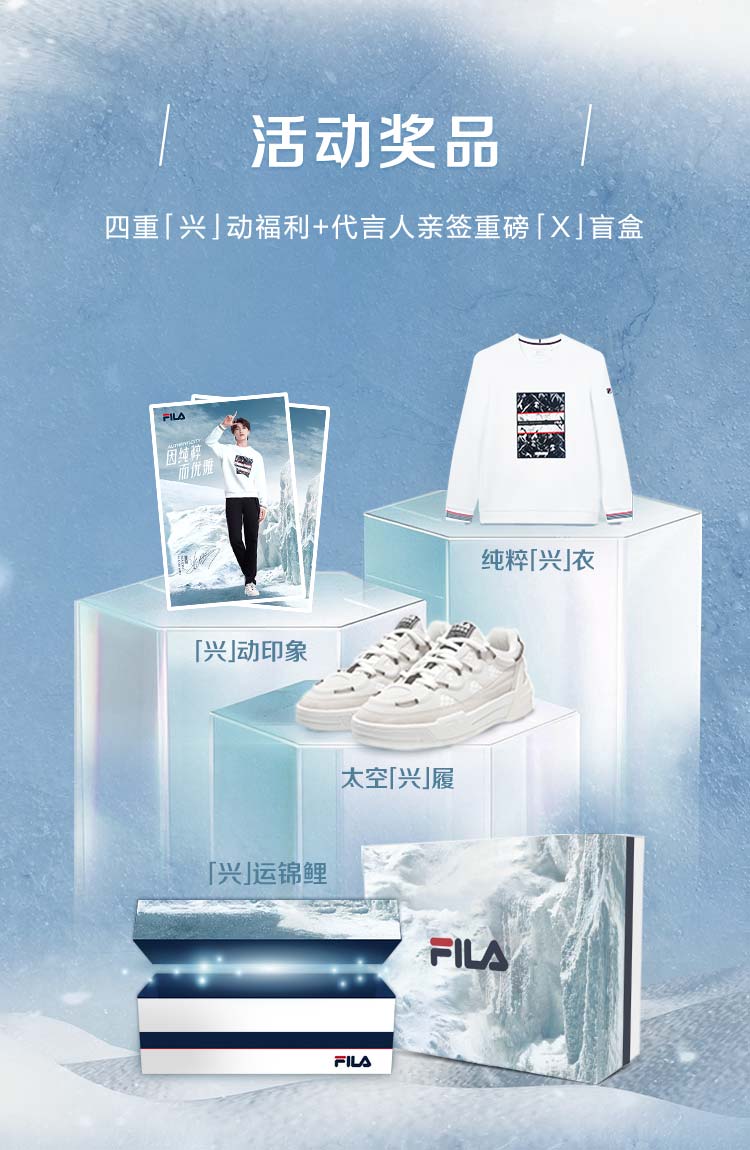 活动奖品
四重「兴」动福利+代言人亲签重磅「X」盲盒
FILA
AUTHENTICITY
因纯粹
而优雅
纯粹「兴」衣
「兴」动印象
太空「兴」履
「兴」运锦鲤
FILA
FILA